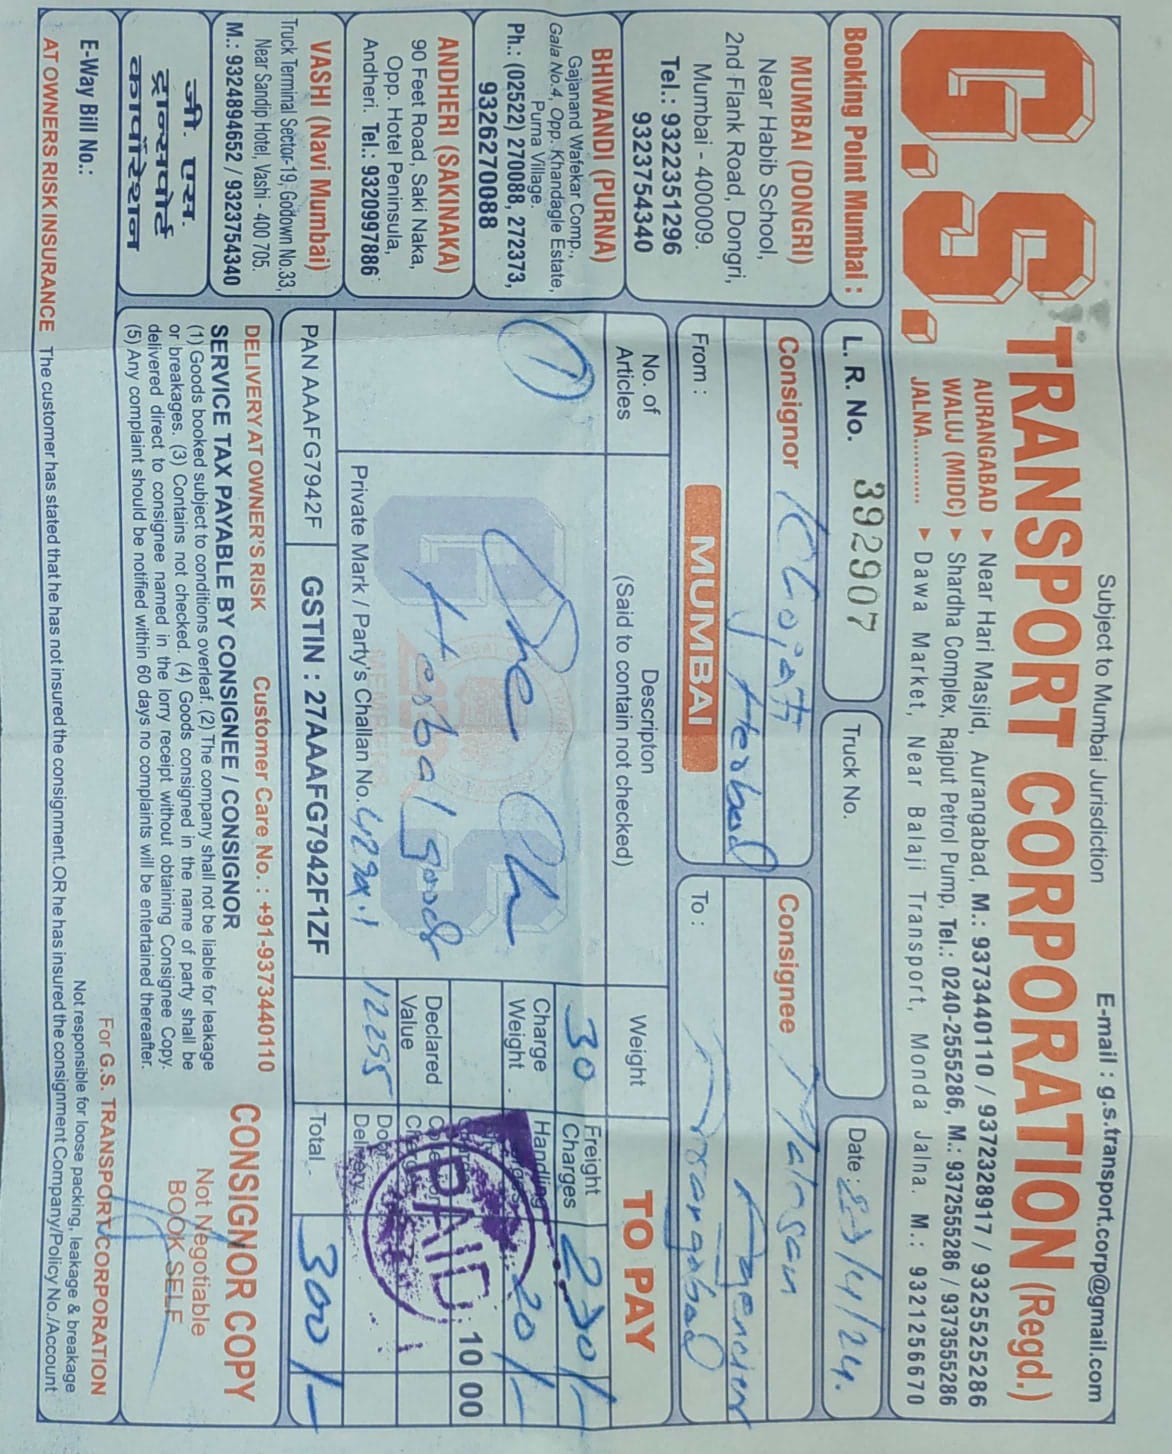 Subject to Mumbai Jurisdiction
E-mail : g.s.transport.corp@gmail.com
G.S. TRANSPORT CORPORATION (Regd.)
AURANGABAD ▸ Near Hari Masjid, Aurangabad, M.: 9373440110 / 9372328917 / 9325525286
WALUJ (MIDC) ▸ Shardha Complex, Rajput Petrol Pump, Tel.: 0240-2555286, M.: 9372555286 / 9373555286
JALNA........... ▸ Dawa Market, Near Balaji Transport, Monda Jalna. M.: 9321256670
Booking Point Mumbai :
MUMBAI (DONGRI)
Near Habib School,
2nd Flank Road, Dongri,
Mumbai - 400009.
Tel.: 9322351296
9323754340
BHIWANDI (PURNA)
Gajanand Wafekar Comp.,
Gala No.4, Opp. Khandagle Estate,
Purna Village.
Ph.: (02522) 270088, 272373,
9326270088
ANDHERI (SAKINAKA)
90 Feet Road, Saki Naka,
Opp. Hotel Peninsula,
Andheri. Tel.: 9320997886
VASHI (Navi Mumbai)
Truck Terminal Sector-19, Godown No.33,
Near Sandip Hotel, Vashi - 400 705.
M.: 9324894652 / 9323754340
जी. एस.
ट्रान्सपोर्ट
कार्पोरेशन
L. R. No. 392907
Truck No.
Date : 23/4/24.
Consignor Khojati
Herbal
Consignee Malesan
Agencies
From : MUMBAI
To : Aurangabad
No. of
Articles
Descripton
(Said to contain not checked)
Weight
TO PAY
1
One
Herbal goods
30
Charge
Weight
Declared
Value
12255
Freight
Charges
230/-
Handling
20/-
10 00
Door
Delivery
PAID
Total
300/-
Private Mark / Party's Challan No.
PAN AAAFG7942F
GSTIN : 27AAAFG7942F1ZF
DELIVERY AT OWNER'S RISK
Customer Care No. : +91-9373440110
SERVICE TAX PAYABLE BY CONSIGNEE / CONSIGNOR
(1) Goods booked subject to conditions overleaf. (2) The company shall not be liable for leakage
or breakages. (3) Contains not checked. (4) Goods consigned in the name of party shall be
delivered direct to consignee named in the lorry receipt without obtaining Consignee Copy.
(5) Any complaint should be notified within 60 days no complaints will be entertained thereafter.
CONSIGNOR COPY
Not Negotiable
BOOK SELF
For G.S. TRANSPORT CORPORATION
E-Way Bill No.:
Not responsible for loose packing, leakage & breakage
AT OWNERS RISK INSURANCE The customer has stated that he has not insured the consignment. OR he has insured the consignment Company/Policy No./Account